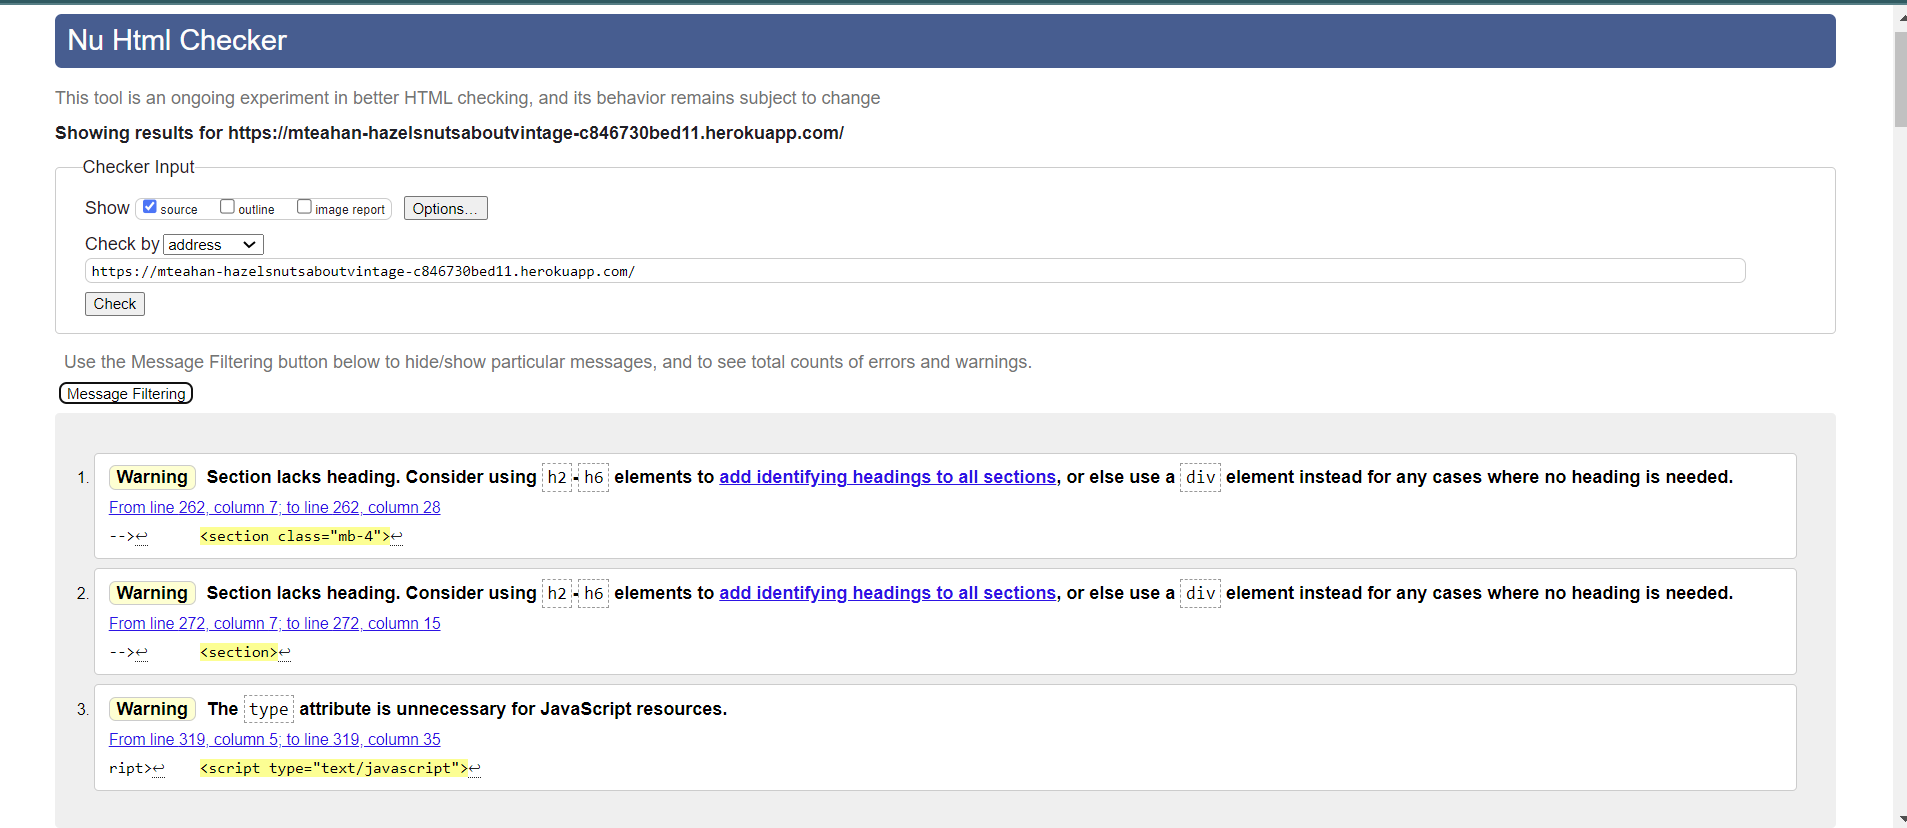 Nu Html Checker
This tool is an ongoing experiment in better HTML checking, and its behavior remains subject to change
Showing results for https://mteahan-hazelsnutsaboutvintage-c846730bed11.herokuapp.com/
Checker Input
Show source outline image report Options...
Check by address
https://mteahan-hazelsnutsaboutvintage-c846730bed11.herokuapp.com/
Check
Use the Message Filtering button below to hide/show particular messages, and to see total counts of errors and warnings.
Message Filtering
1. Warning Section lacks heading. Consider using h2-h6 elements to add identifying headings to all sections, or else use a div element instead for any cases where no heading is needed.
From line 262, column 7; to line 262, column 28
-->↩ <section class="mb-4">↩
2. Warning Section lacks heading. Consider using h2-h6 elements to add identifying headings to all sections, or else use a div element instead for any cases where no heading is needed.
From line 272, column 7; to line 272, column 15
-->↩ <section>↩
3. Warning The type attribute is unnecessary for JavaScript resources.
From line 319, column 5; to line 319, column 35
ript>↩ <script type="text/javascript">↩